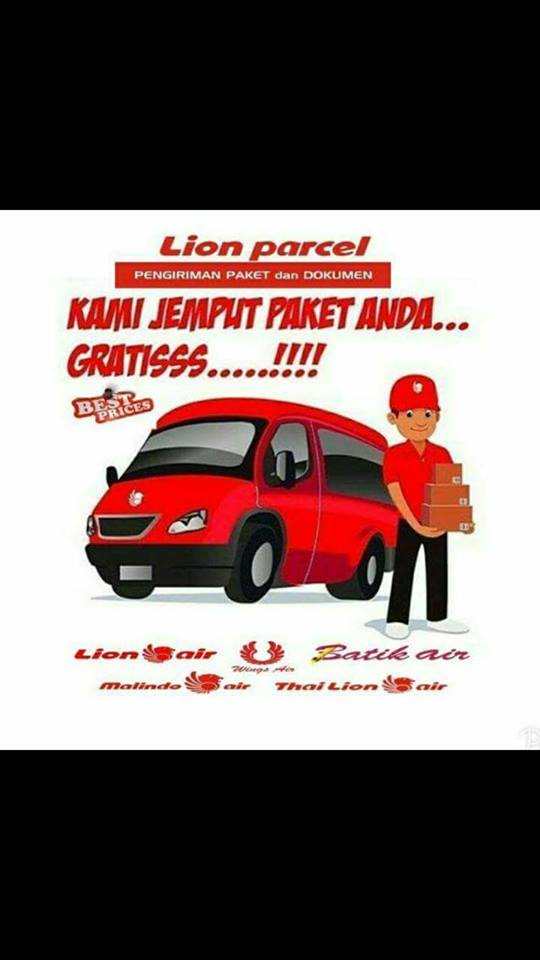 Lion parcel
PENGIRIMAN PAKET dan DOKUMEN
KAMI JEMPUT PAKET ANDA...
GRATISSS......!!!!
BEST
PRICES
Lion air
Wings Air
Batik air
Malindo air
Thai Lion air